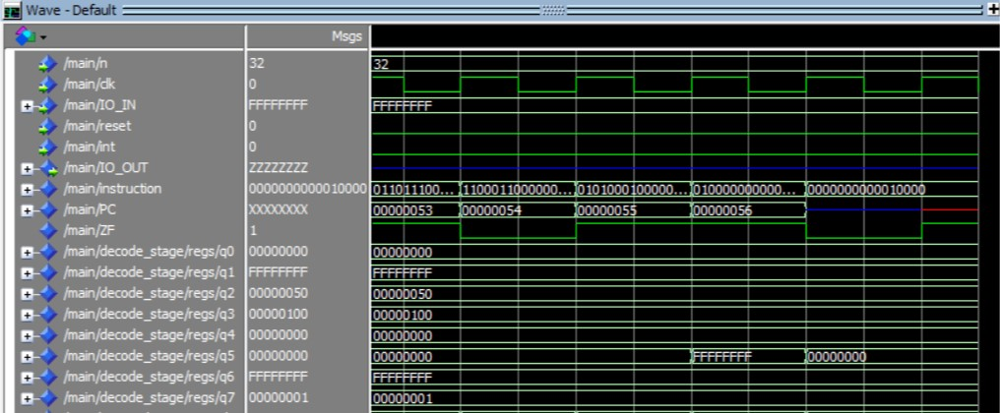 Wave - Default
Msgs
/main/n 32 32
/main/clk 0
/main/IO_IN FFFFFFFF FFFFFFFF
/main/reset 0
/main/int 0
/main/IO_OUT ZZZZZZZZ
/main/instruction 0000000000010000 011011100... 1100011000000... 0101000100000... 010000000000... 0000000000010000
/main/PC XXXXXXXX 00000053 00000054 00000055 00000056
/main/ZF 1
/main/decode_stage/regs/q0 00000000 00000000
/main/decode_stage/regs/q1 FFFFFFFF FFFFFFFF
/main/decode_stage/regs/q2 00000050 00000050
/main/decode_stage/regs/q3 00000100 00000100
/main/decode_stage/regs/q4 00000000 00000000
/main/decode_stage/regs/q5 00000000 00000000 FFFFFFFF 00000000
/main/decode_stage/regs/q6 FFFFFFFF FFFFFFFF
/main/decode_stage/regs/q7 00000001 00000001